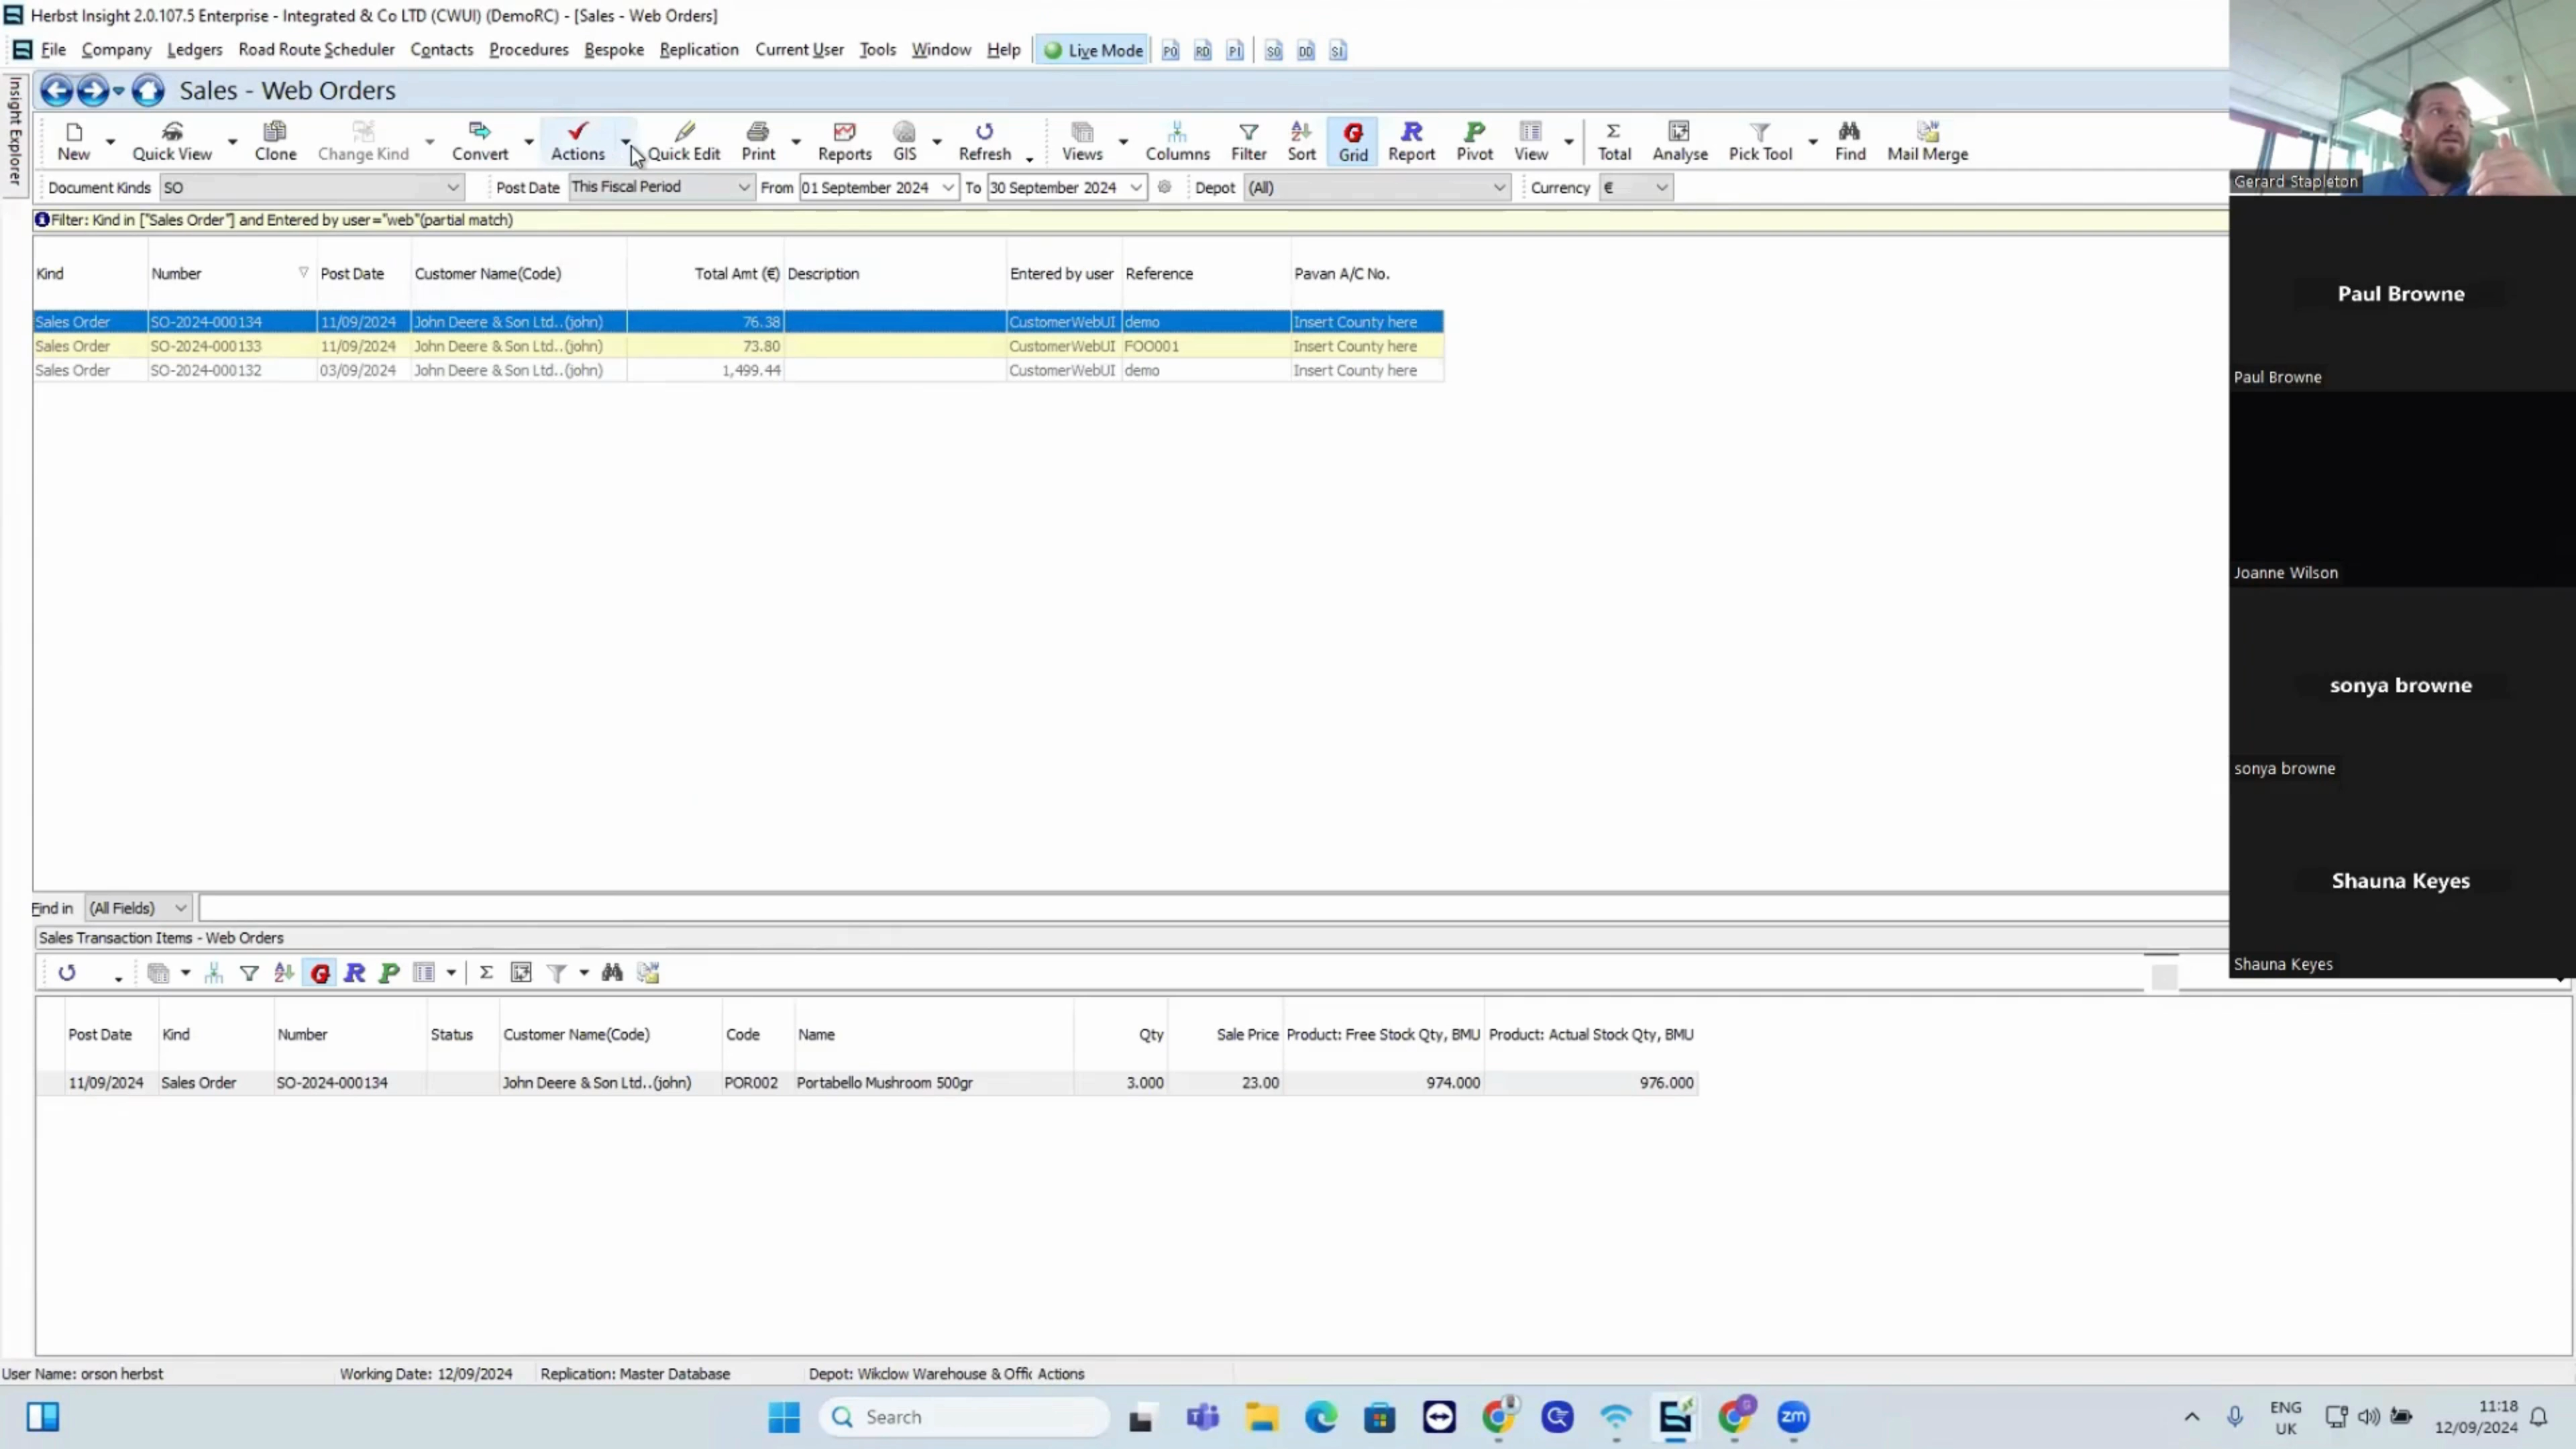 Herbst Insight 2.0.107.5 Enterprise - Integrated & Co LTD (CWUI) (DemoRC) - [Sales - Web Orders]
File Company Ledgers Road Route Scheduler Contacts Procedures Bespoke Replication Current User Tools Window Help Live Mode PO RD PI SO DD SI
Insight Explorer
Sales - Web Orders
New Quick View Clone Change Kind Convert Actions Quick Edit Print Reports GIS Refresh Views Columns Filter Sort Grid Report Pivot View Total Analyse Pick Tool Find Mail Merge
Document Kinds SO Post Date This Fiscal Period From 01 September 2024 To 30 September 2024 Depot (All) Currency €
Filter: Kind in ["Sales Order"] and Entered by user="web"(partial match)
Kind Number Post Date Customer Name(Code) Total Amt (€) Description Entered by user Reference Pavan A/C No.
Sales Order SO-2024-000134 11/09/2024 John Deere & Son Ltd..(john) 76.38 CustomerWebUI demo Insert County here
Sales Order SO-2024-000133 11/09/2024 John Deere & Son Ltd..(john) 73.80 CustomerWebUI FOO001 Insert County here
Sales Order SO-2024-000132 03/09/2024 John Deere & Son Ltd..(john) 1,499.44 CustomerWebUI demo Insert County here
Find in (All Fields)
Sales Transaction Items - Web Orders
Post Date Kind Number Status Customer Name(Code) Code Name Qty Sale Price Product: Free Stock Qty, BMU Product: Actual Stock Qty, BMU
11/09/2024 Sales Order SO-2024-000134 John Deere & Son Ltd..(john) POR002 Portabello Mushroom 500gr 3.000 23.00 974.000 976.000
User Name: orson herbst Working Date: 12/09/2024 Replication: Master Database Depot: Wikclow Warehouse & Offic Actions
Gerard Stapleton
Paul Browne
Paul Browne
Joanne Wilson
sonya browne
sonya browne
Shauna Keyes
Shauna Keyes
Search
zm
ENG
UK
11:18
12/09/2024